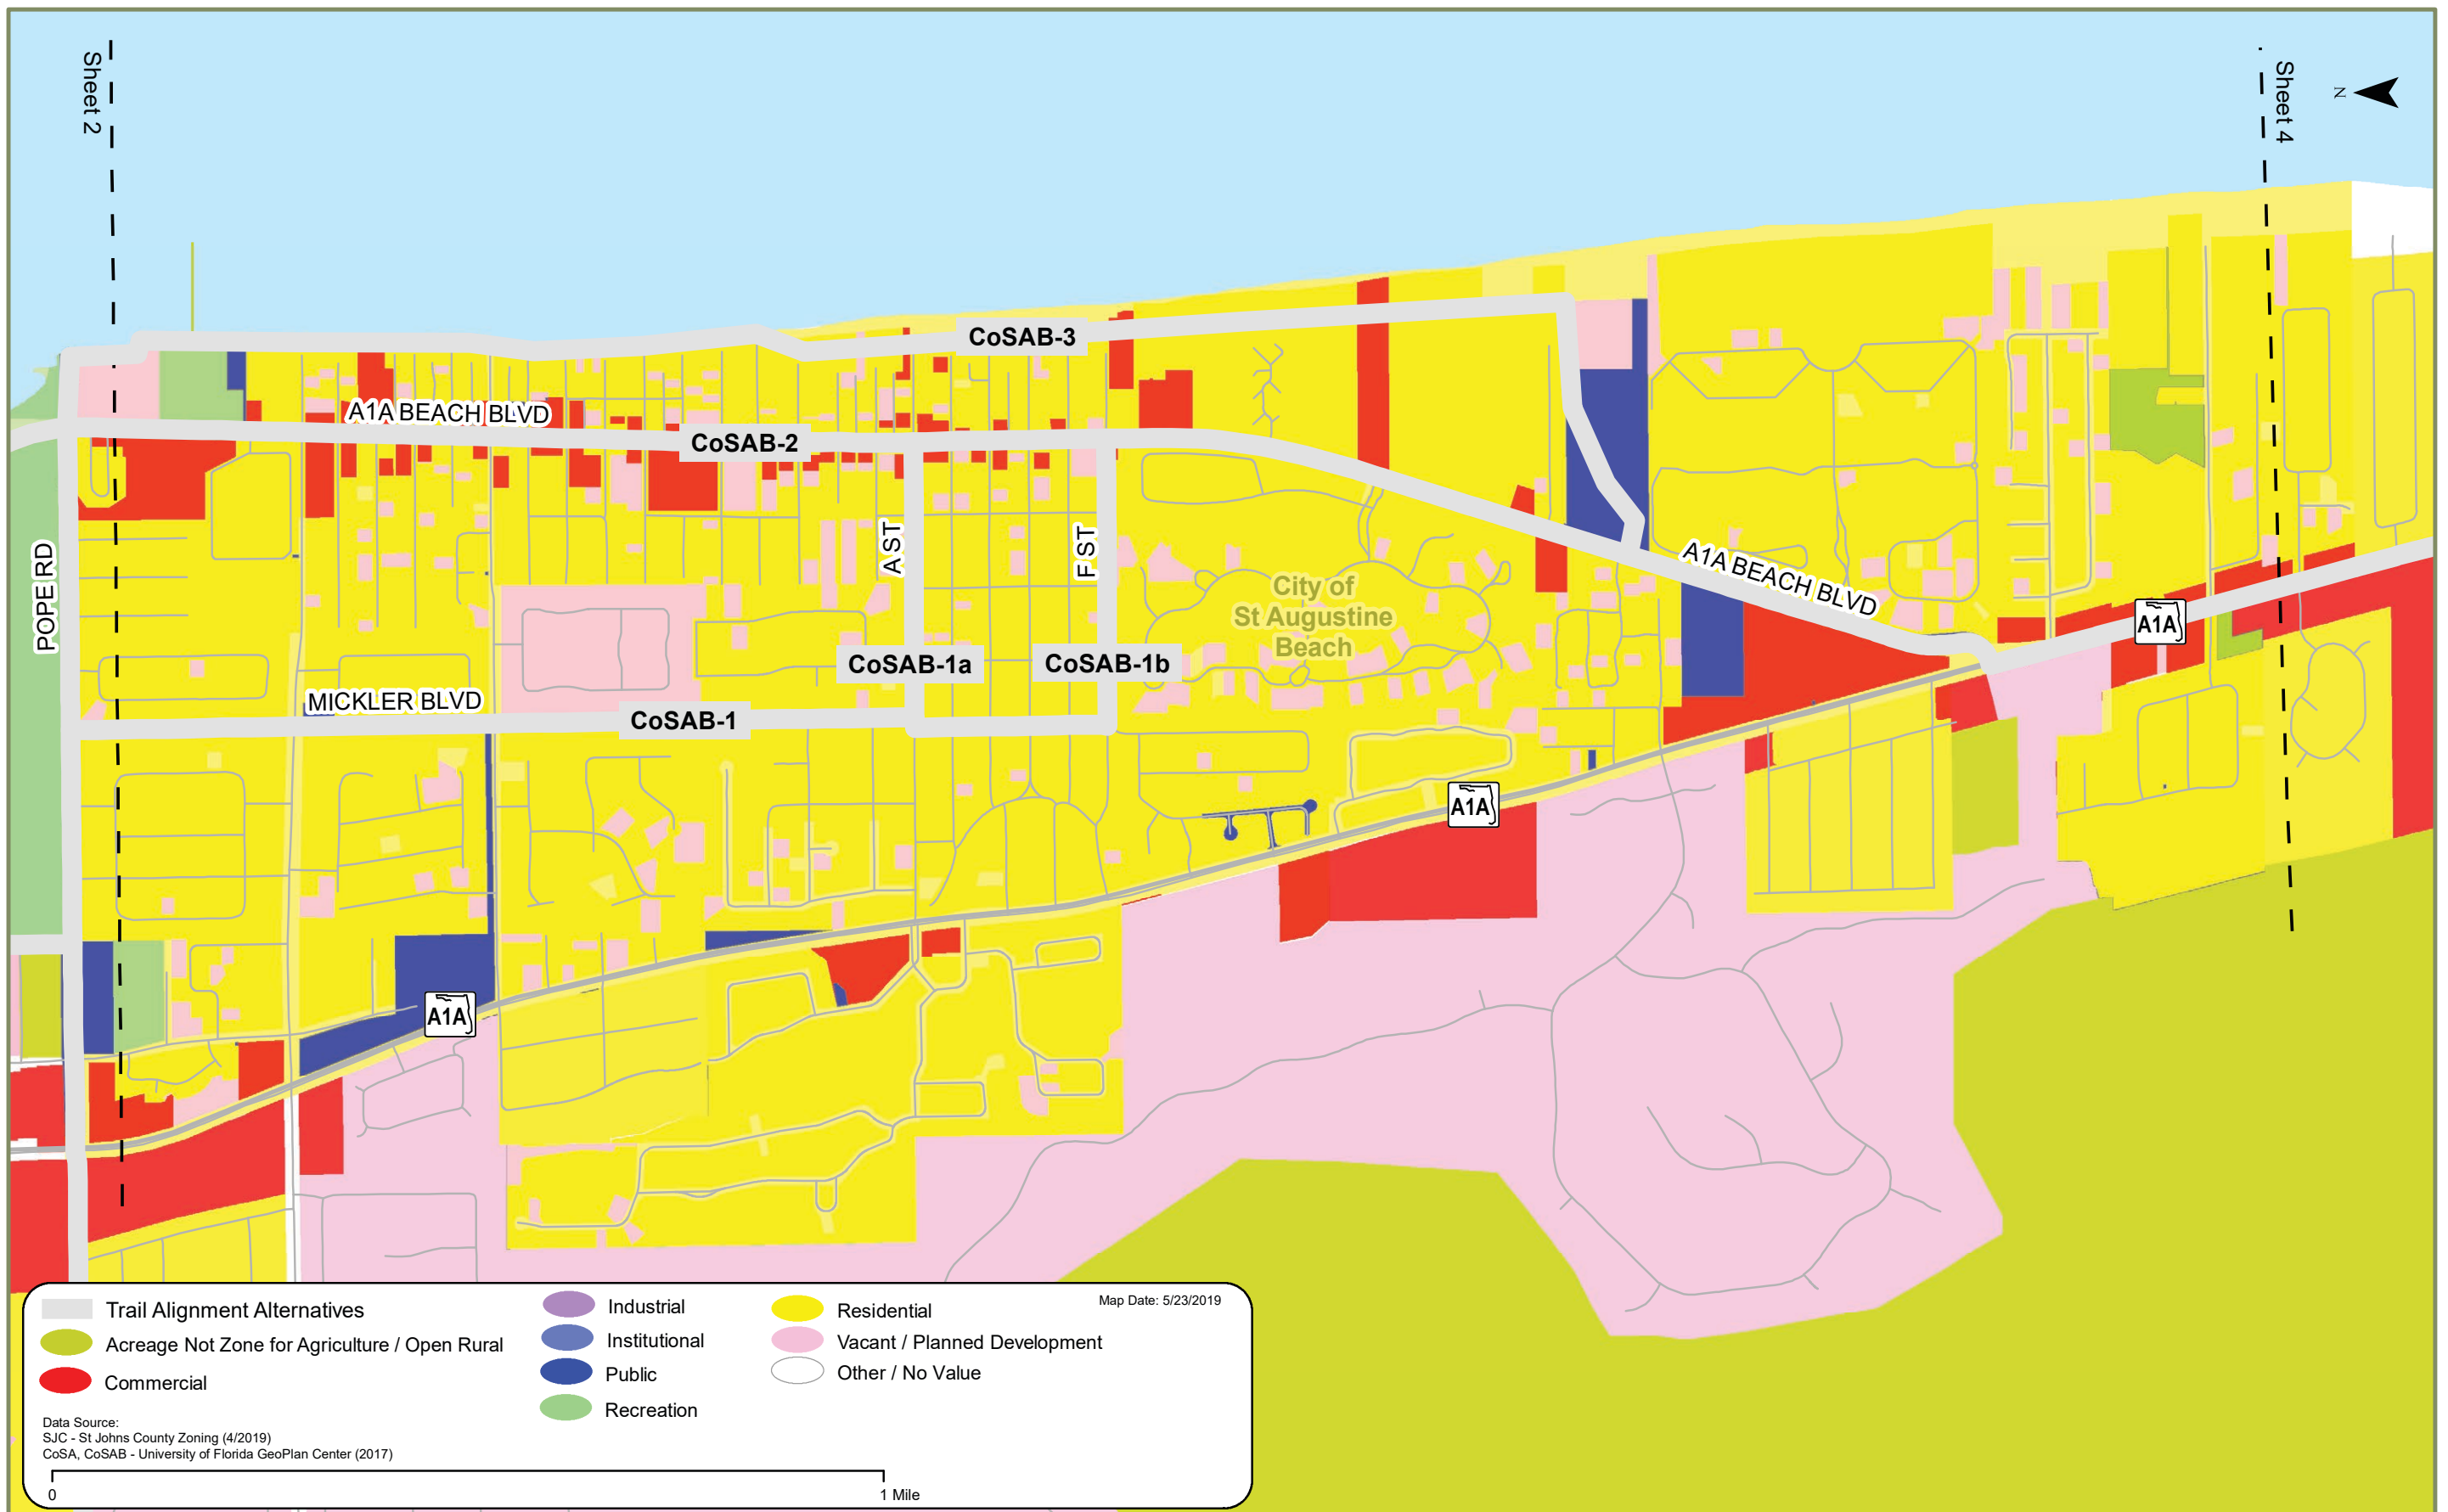 Sheet 2
Sheet 4
N
CoSAB-3
A1A BEACH BLVD
CoSAB-2
A ST
F ST
POPE RD
A1A BEACH BLVD
City of
St Augustine
Beach
A1A
CoSAB-1a
CoSAB-1b
MICKLER BLVD
CoSAB-1
A1A
A1A
Trail Alignment Alternatives
Acreage Not Zone for Agriculture / Open Rural
Commercial
Industrial
Institutional
Public
Recreation
Residential
Vacant / Planned Development
Other / No Value
Map Date: 5/23/2019
Data Source:
SJC - St Johns County Zoning (4/2019)
CoSA, CoSAB - University of Florida GeoPlan Center (2017)
0
1 Mile